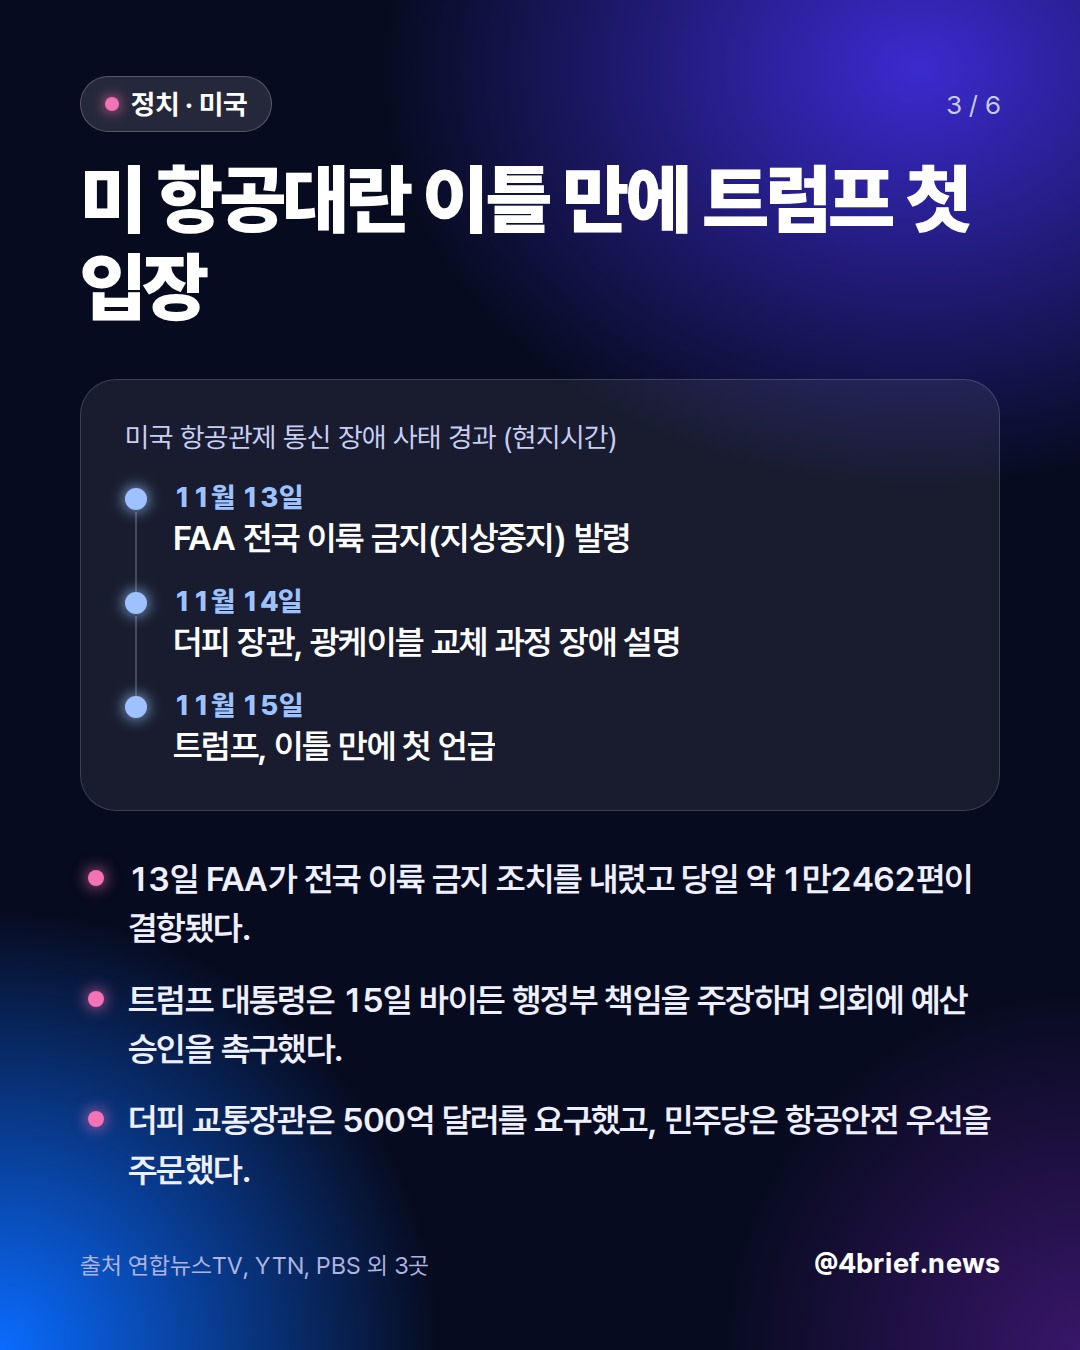 정치 · 미국
3 / 6
미 항공대란 이틀 만에 트럼프 첫
입장
미국 항공관제 통신 장애 사태 경과 (현지시간)
11월 13일
FAA 전국 이륙 금지(지상중지) 발령
11월 14일
더피 장관, 광케이블 교체 과정 장애 설명
11월 15일
트럼프, 이틀 만에 첫 언급
13일 FAA가 전국 이륙 금지 조치를 내렸고 당일 약 1만2462편이
결항됐다.
트럼프 대통령은 15일 바이든 행정부 책임을 주장하며 의회에 예산
승인을 촉구했다.
더피 교통장관은 500억 달러를 요구했고, 민주당은 항공안전 우선을
주문했다.
출처 연합뉴스TV, YTN, PBS 외 3곳
@4brief.news